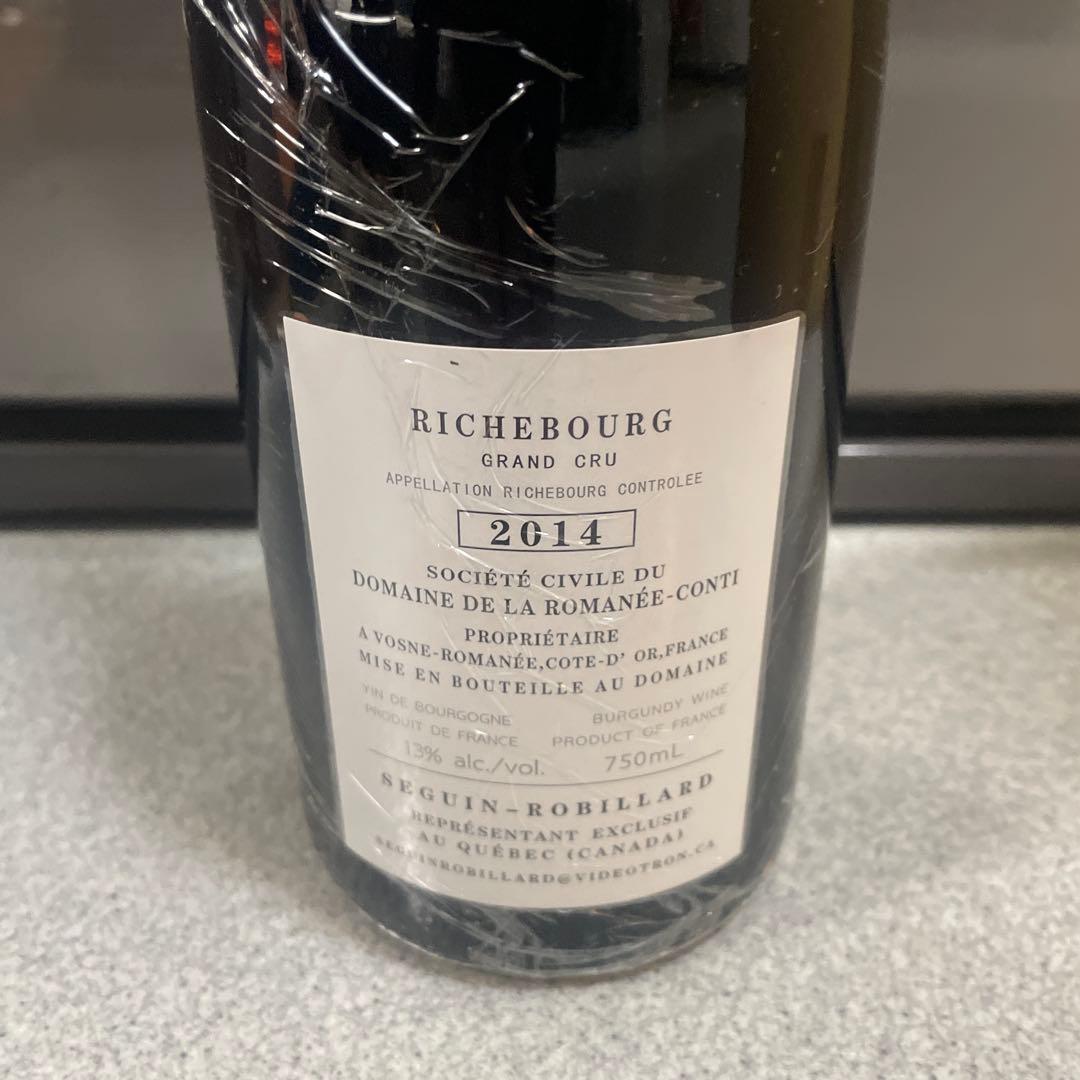 RICHEBOURG
GRAND CRU
APPELLATION RICHEBOURG CONTROLEE
2014
SOCIÉTÉ CIVILE DU
DOMAINE DE LA ROMANÉE-CONTI
PROPRIÉTAIRE
A VOSNE-ROMANÉE,COTE-D' OR,FRANCE
MISE EN BOUTEILLE AU DOMAINE
VIN DE BOURGOGNE BURGUNDY WINE
PRODUIT DE FRANCE PRODUCT OF FRANCE
13% alc./vol. 750mL
SEGUIN-ROBILLARD
REPRÉSENTANT EXCLUSIF
AU QUÉBEC (CANADA)
SEGUINROBILLARD@VIDEOTRON.CA